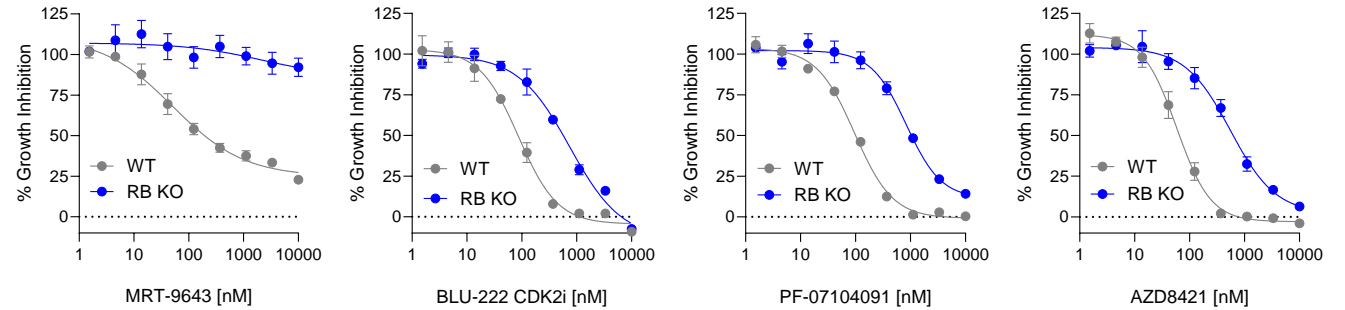 % Growth Inhibition
125
100
75
50
25
0
WT
RB KO
1
10
100
1000
10000
MRT-9643 [nM]
% Growth Inhibition
125
100
75
50
25
0
WT
RB KO
1
10
100
1000
10000
BLU-222 CDK2i [nM]
% Growth Inhibition
125
100
75
50
25
0
WT
RB KO
1
10
100
1000
10000
PF-07104091 [nM]
% Growth Inhibition
125
100
75
50
25
0
WT
RB KO
1
10
100
1000
10000
AZD8421 [nM]